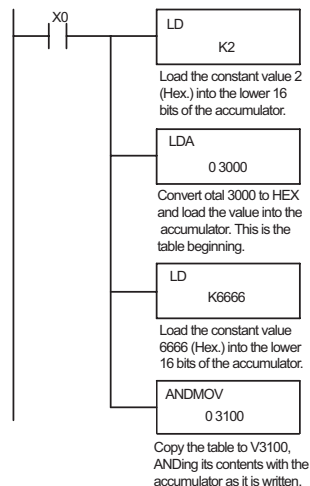 X0
LD
K2
Load the constant value 2
(Hex.) into the lower 16
bits of the accumulator.
LDA
0 3000
Convert otal 3000 to HEX
and load the value into the
accumulator. This is the
table beginning.
LD
K6666
Load the constant value
6666 (Hex.) into the lower
16 bits of the accumulator.
ANDMOV
0 3100
Copy the table to V3100,
ANDing its contents with the
accumulator as it is written.